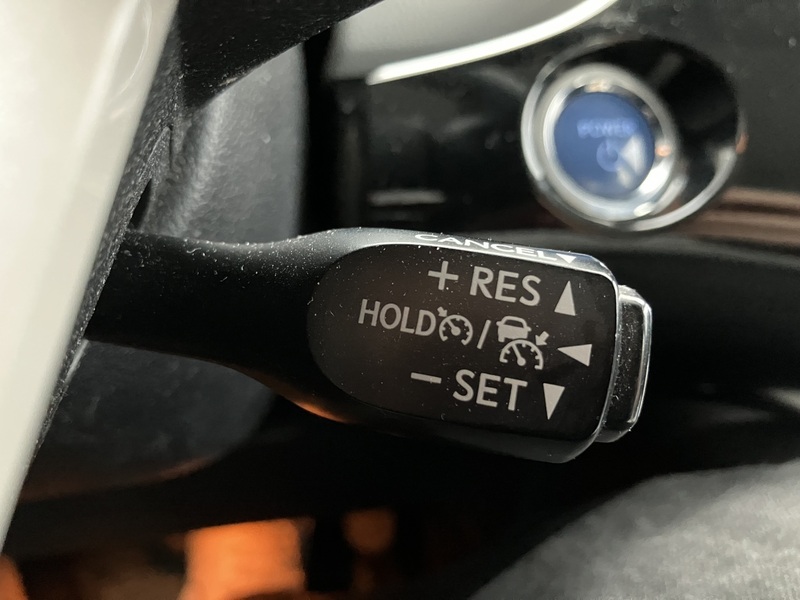 POWER
CANCEL▼
+ RES ▲
HOLD / ◀
− SET ▼